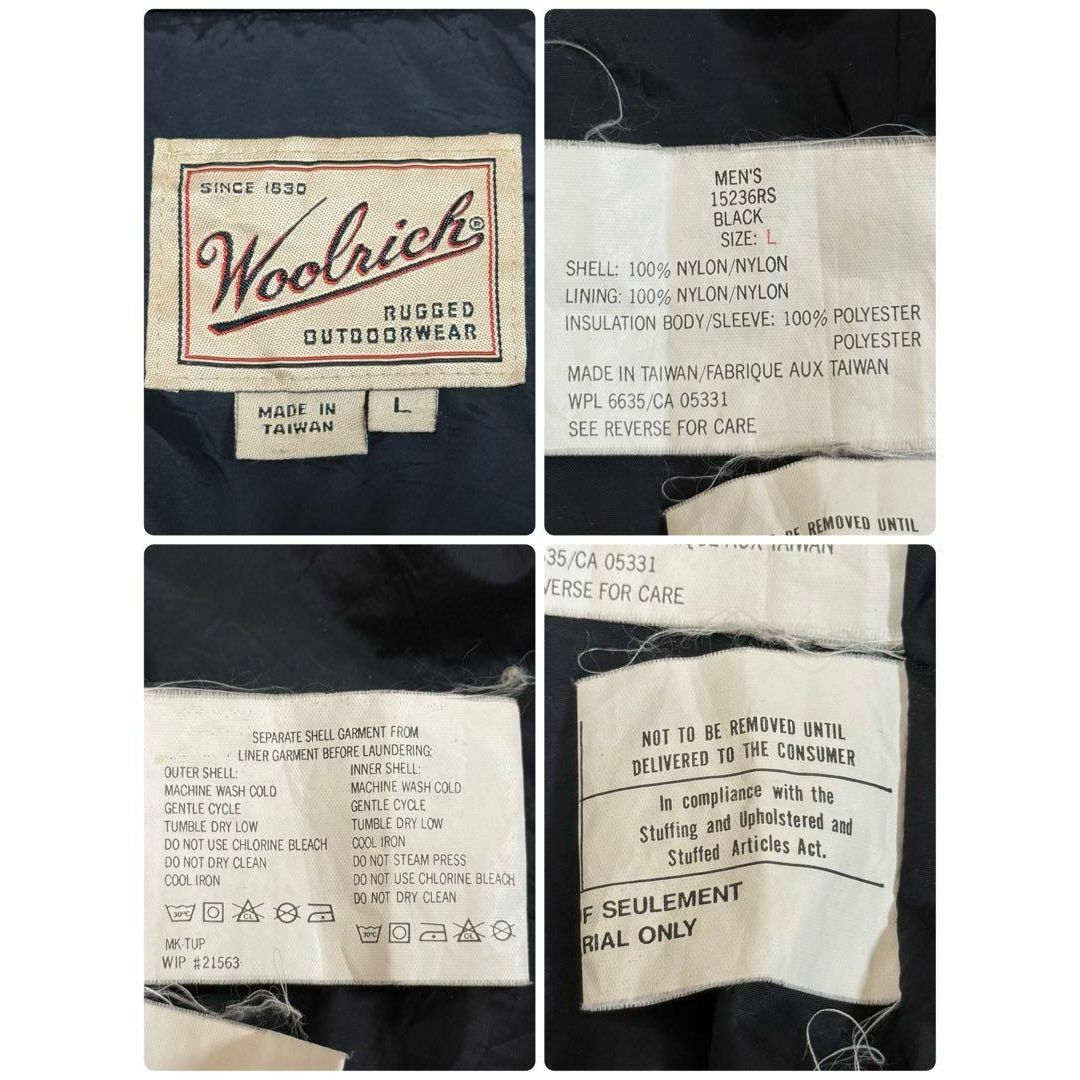 SINCE 1830
Woolrich®
RUGGED
OUTDOORWEAR
MADE IN
TAIWAN
L
MEN'S
15236RS
BLACK
SIZE: L
SHELL: 100% NYLON/NYLON
LINING: 100% NYLON/NYLON
INSULATION BODY/SLEEVE: 100% POLYESTER
POLYESTER
MADE IN TAIWAN/FABRIQUE AUX TAIWAN
WPL 6635/CA 05331
SEE REVERSE FOR CARE
BE REMOVED UNTIL
SEPARATE SHELL GARMENT FROM
LINER GARMENT BEFORE LAUNDERING:
OUTER SHELL:
MACHINE WASH COLD
GENTLE CYCLE
TUMBLE DRY LOW
DO NOT USE CHLORINE BLEACH
DO NOT DRY CLEAN
COOL IRON
30°C
CL
MK-TUP
WIP #21563
INNER SHELL:
MACHINE WASH COLD
GENTLE CYCLE
TUMBLE DRY LOW
COOL IRON
DO NOT STEAM PRESS
DO NOT USE CHLORINE BLEACH
DO NOT DRY CLEAN
30°C
CL
AUX TAIWAN
35/CA 05331
VERSE FOR CARE
NOT TO BE REMOVED UNTIL
DELIVERED TO THE CONSUMER
In compliance with the
Stuffing and Upholstered and
Stuffed Articles Act.
F SEULEMENT
RIAL ONLY